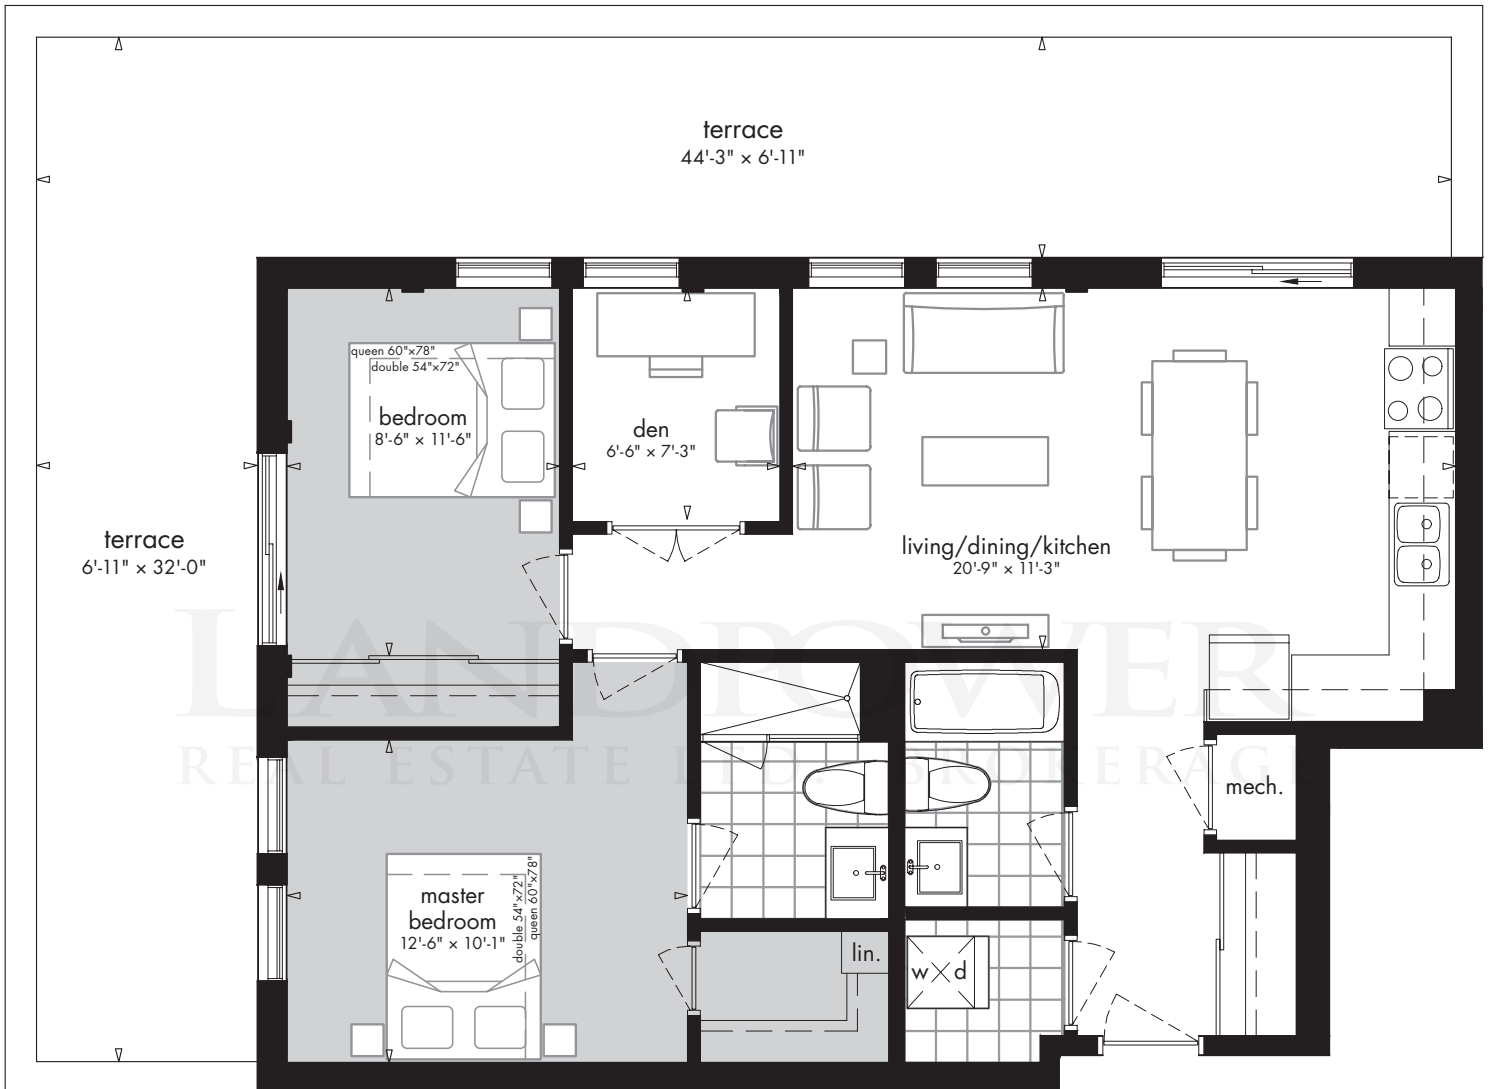 terrace
44'-3" × 6'-11"
queen 60"×78"
double 54"×72"
bedroom
8'-6" × 11'-6"
den
6'-6" × 7'-3"
terrace
6'-11" × 32'-0"
living/dining/kitchen
20'-9" × 11'-3"
LANDPOWER
REAL ESTATE LTD. BROKERAGE
mech.
master
bedroom
12'-6" × 10'-1"
double 54"×72"
queen 60"×78"
lin.
w d